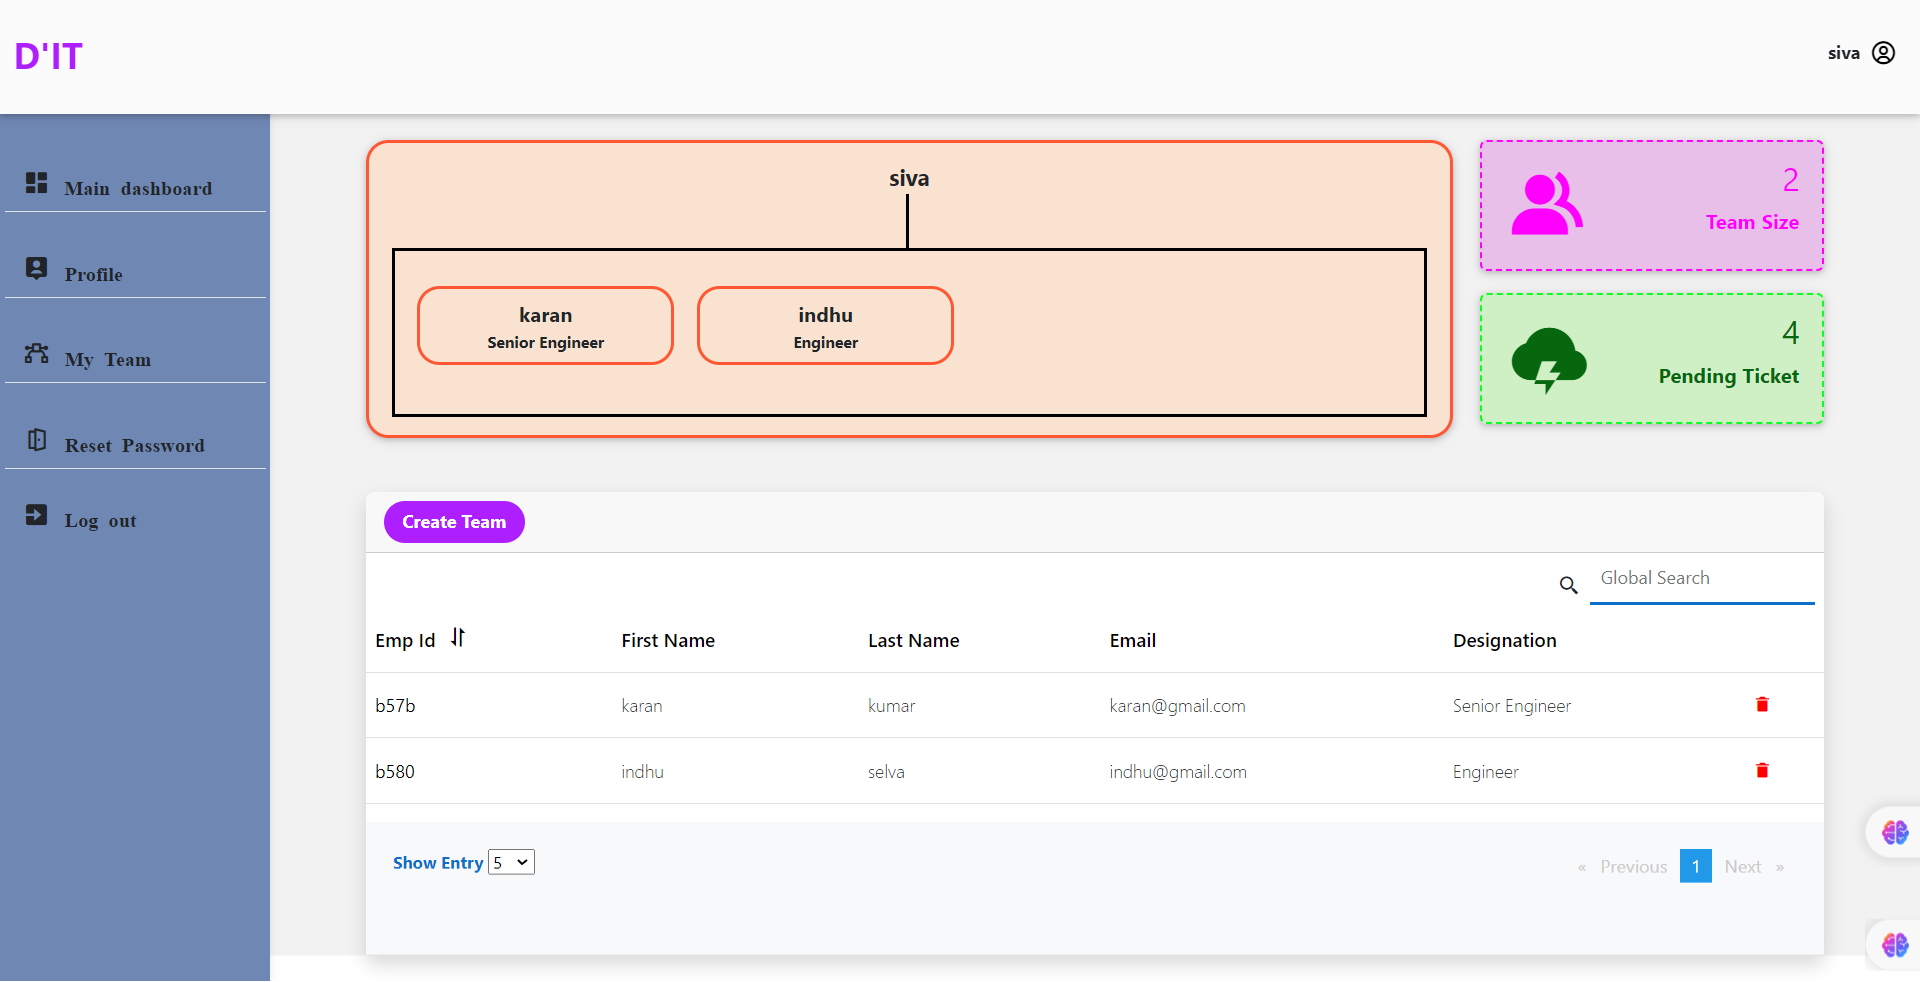 D'IT
siva
Main dashboard
Profile
My Team
Reset Password
Log out
siva
karan
Senior Engineer
indhu
Engineer
2
Team Size
4
Pending Ticket
Create Team
Global Search
Emp Id First Name Last Name Email Designation
b57b karan kumar karan@gmail.com Senior Engineer
b580 indhu selva indhu@gmail.com Engineer
Show Entry 5
« Previous 1 Next »